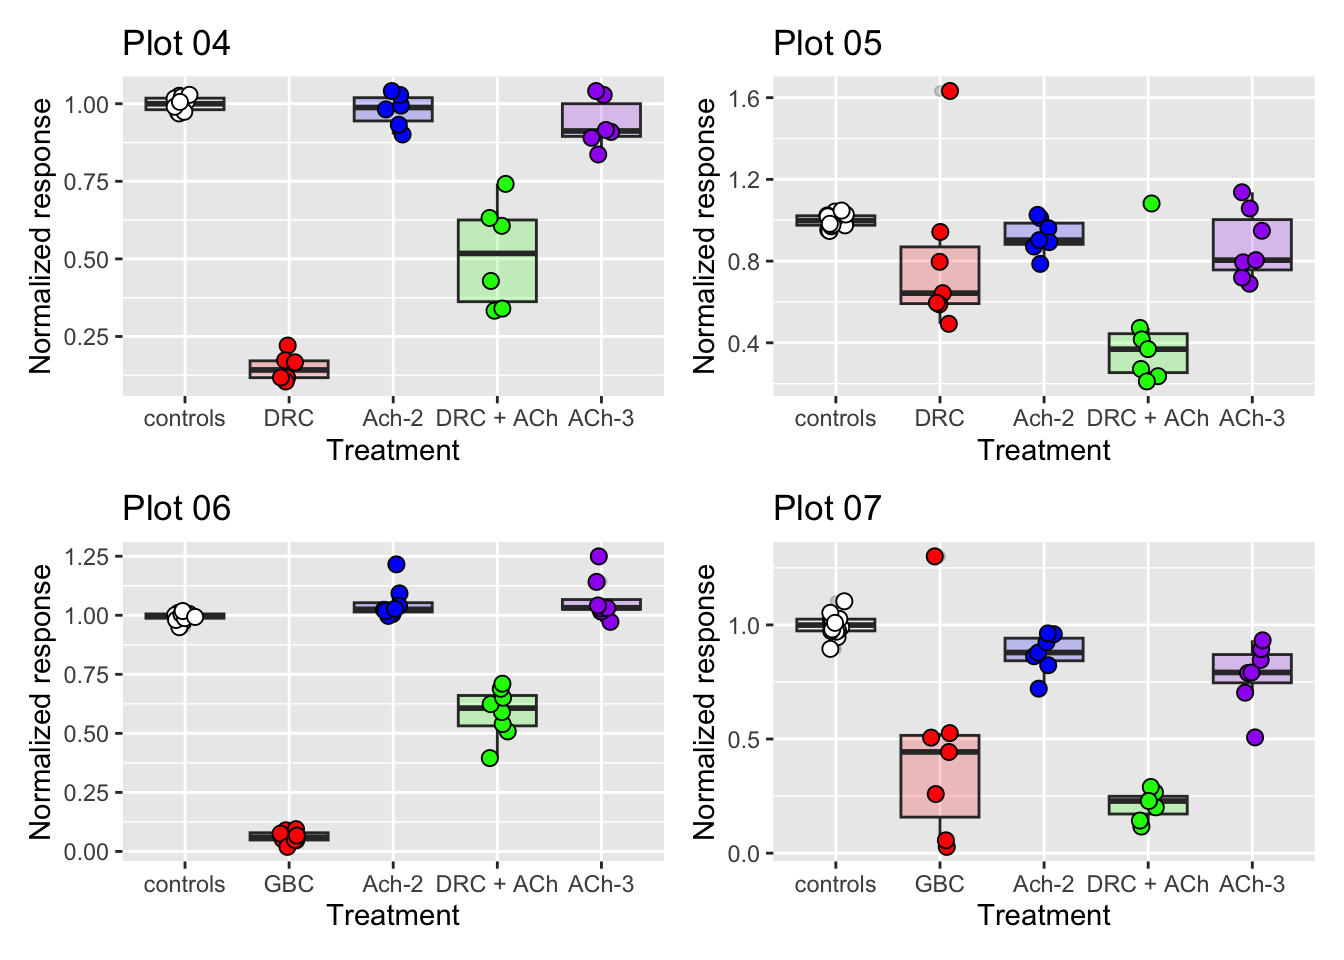 Plot 04
Normalized response
1.00
0.75
0.50
0.25
controls DRC Ach-2 DRC + ACh ACh-3
Treatment
Plot 05
Normalized response
1.6
1.2
0.8
0.4
controls DRC Ach-2 DRC + ACh ACh-3
Treatment
Plot 06
Normalized response
1.25
1.00
0.75
0.50
0.25
0.00
controls GBC Ach-2 DRC + ACh ACh-3
Treatment
Plot 07
Normalized response
1.0
0.5
0.0
controls GBC Ach-2 DRC + ACh ACh-3
Treatment